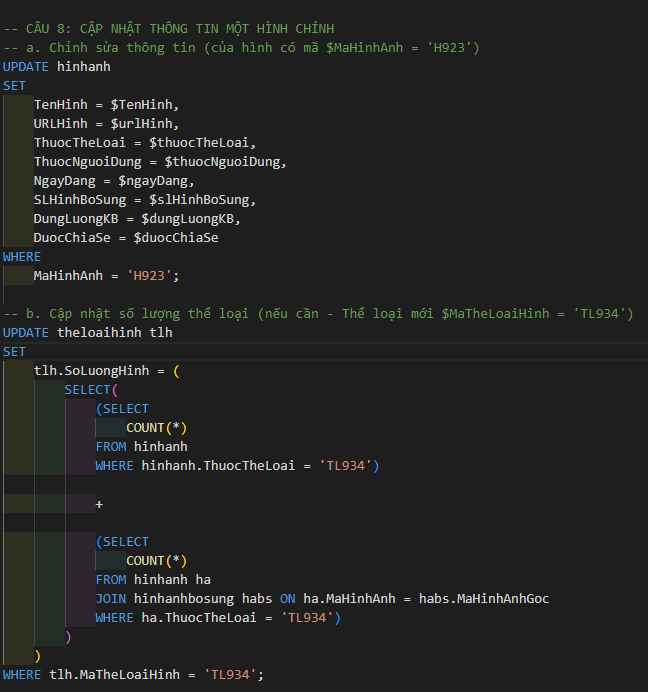 -- CÂU 8: CẬP NHẬT THÔNG TIN MỘT HÌNH CHÍNH
-- a. Chỉnh sửa thông tin (của hình có mã $MaHinhAnh = 'H923')
UPDATE hinhanh
SET
TenHinh = $TenHinh,
URLHinh = $urlHinh,
ThuocTheLoai = $thuocTheLoai,
ThuocNguoiDung = $thuocNguoiDung,
NgayDang = $ngayDang,
SLHinhBoSung = $slHinhBoSung,
DungLuongKB = $dungLuongKB,
DuocChiaSe = $duocChiaSe
WHERE
MaHinhAnh = 'H923';
-- b. Cập nhật số lượng thể loại (nếu cần - Thể loại mới $MaTheLoaiHinh = 'TL934')
UPDATE theloaihinh tlh
SET
tlh.SoLuongHinh = (
SELECT(
(SELECT
COUNT(*)
FROM hinhanh
WHERE hinhanh.ThuocTheLoai = 'TL934')
+
(SELECT
COUNT(*)
FROM hinhanh ha
JOIN hinhanhbosung habs ON ha.MaHinhAnh = habs.MaHinhAnhGoc
WHERE ha.ThuocTheLoai = 'TL934')
)
)
WHERE tlh.MaTheLoaiHinh = 'TL934';